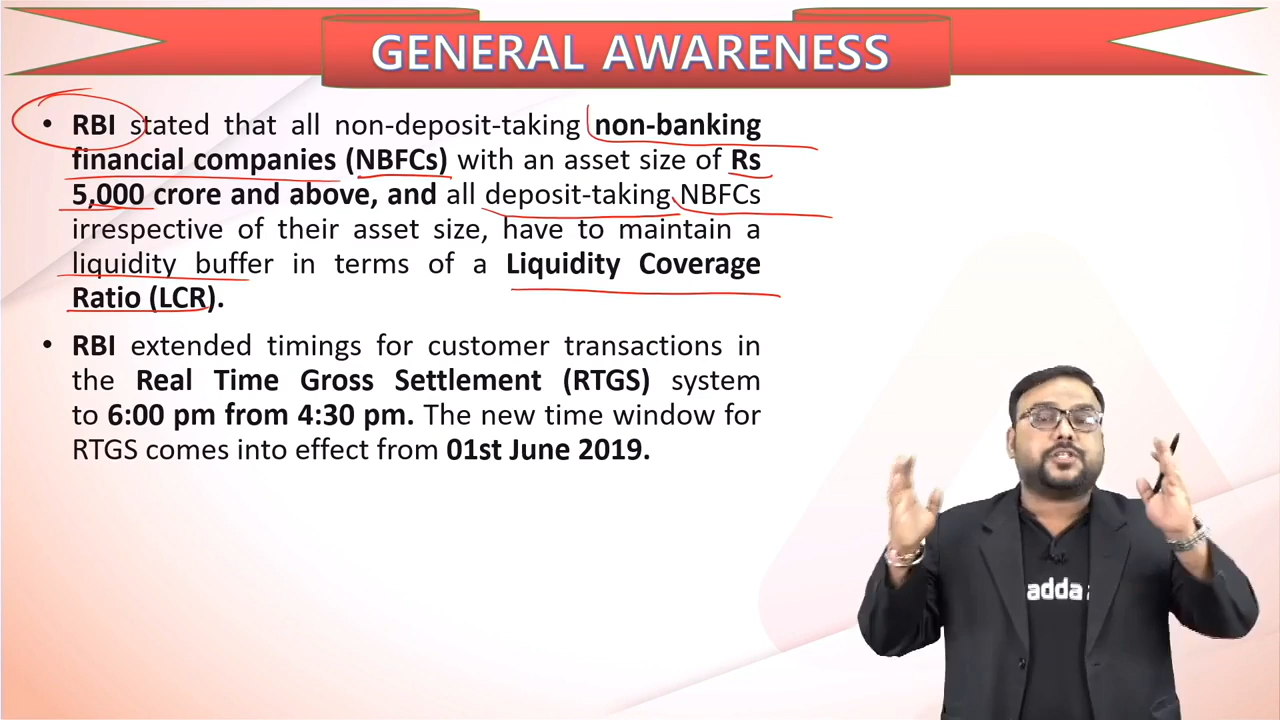 GENERAL AWARENESS
• RBI stated that all non-deposit-taking non-banking
financial companies (NBFCs) with an asset size of Rs
5,000 crore and above, and all deposit-taking NBFCs
irrespective of their asset size, have to maintain a
liquidity buffer in terms of a Liquidity Coverage
Ratio (LCR).
• RBI extended timings for customer transactions in
the Real Time Gross Settlement (RTGS) system
to 6:00 pm from 4:30 pm. The new time window for
RTGS comes into effect from 01st June 2019.
adda